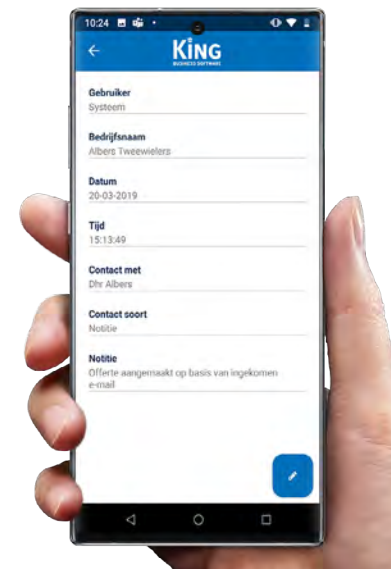 10:24
KING
BUSINESS SOFTWARE
Gebruiker
Systeem
Bedrijfsnaam
Albers Tweewielers
Datum
20-03-2019
Tijd
15:13:49
Contact met
Dhr Albers
Contact soort
Notitie
Notitie
Offerte aangemaakt op basis van ingekomen
e-mail